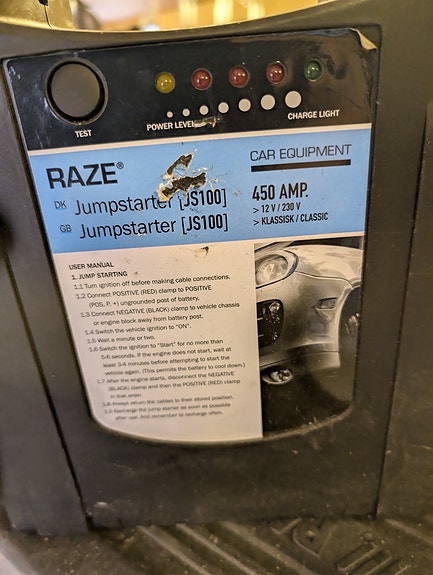 TEST
POWER LEVEL
CHARGE LIGHT
RAZE®
CAR EQUIPMENT
DK Jumpstarter [JS100]
GB Jumpstarter [JS100]
450 AMP.
> 12 V / 230 V
> KLASSISK / CLASSIC
USER MANUAL
1. JUMP STARTING
1.1 Turn ignition off before making cable connections.
1.2 Connect POSITIVE (RED) clamp to POSITIVE
(POS, P, +) ungrounded post of battery.
1.3 Connect NEGATIVE (BLACK) clamp to vehicle chassis
or engine block away from battery post.
1.4 Switch the vehicle ignition to "ON".
1.5 Wait a minute or two.
1.6 Switch the ignition to "Start" for no more than
5-6 seconds. If the engine does not start, wait at
least 3-4 minutes before attempting to start the
vehicle again. (This permits the battery to cool down.)
1.7 After the engine starts, disconnect the NEGATIVE
(BLACK) clamp and then the POSITIVE (RED) clamp
in that order.
1.8 Always return the cables to their stored position.
1.9 Recharge the jump starter as soon as possible
after use. And remember to recharge often.